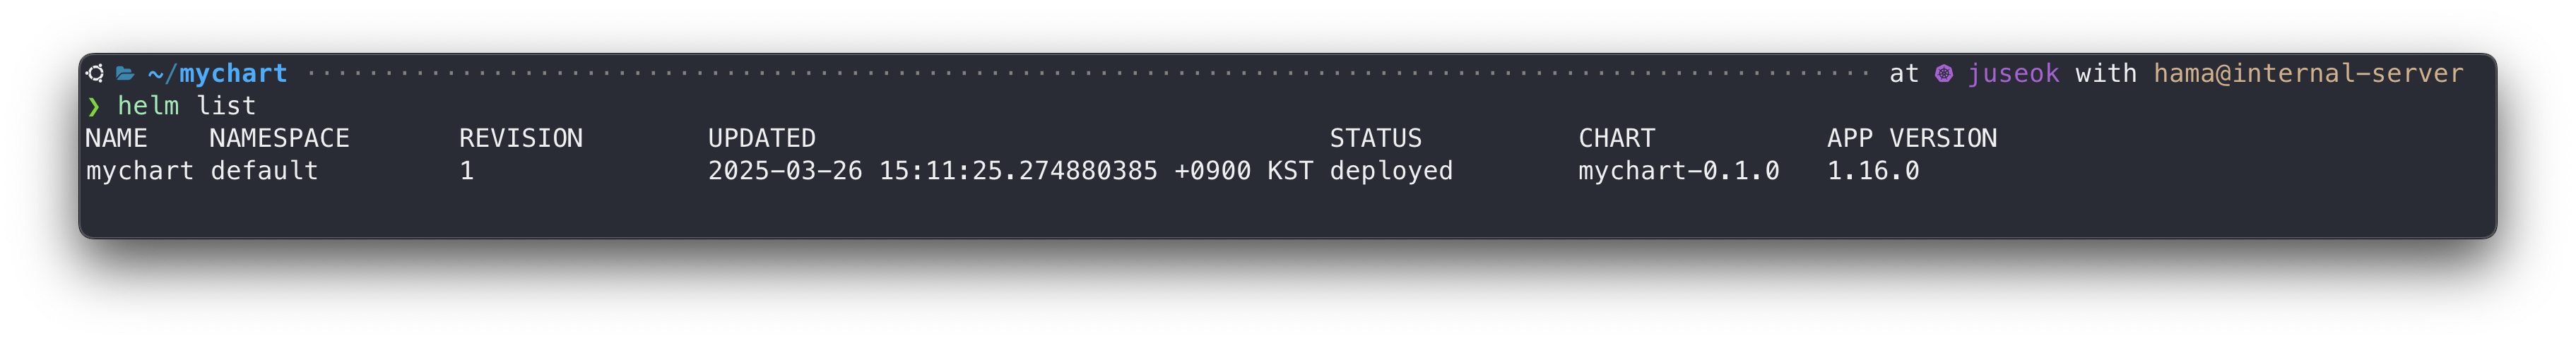 ~/mychart ···································································································· at juseok with hama@internal-server
❯ helm list
NAME NAMESPACE REVISION UPDATED STATUS CHART APP VERSION
mychart default 1 2025-03-26 15:11:25.274880385 +0900 KST deployed mychart-0.1.0 1.16.0